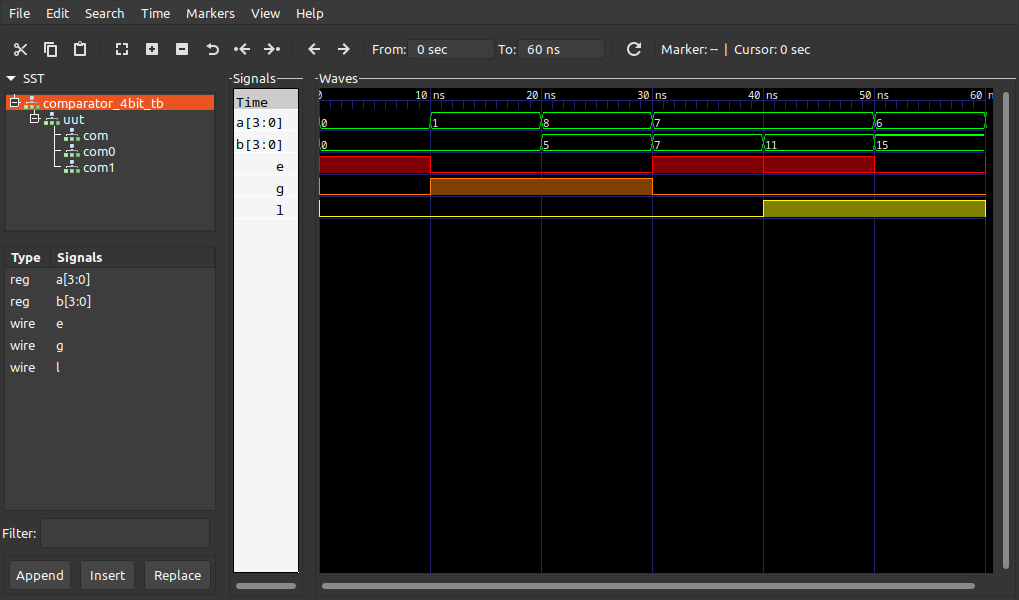 File Edit Search Time Markers View Help
From: 0 sec To: 60 ns Marker: -- | Cursor: 0 sec
SST
comparator_4bit_tb
uut
com
com0
com1
Type Signals
reg a[3:0]
reg b[3:0]
wire e
wire g
wire l
Filter:
Append Insert Replace
Signals
Time
a[3:0]
b[3:0]
e
g
l
Waves
0 10 ns 20 ns 30 ns 40 ns 50 ns 60 n
0 1 8 7 6
0 5 7 11 15